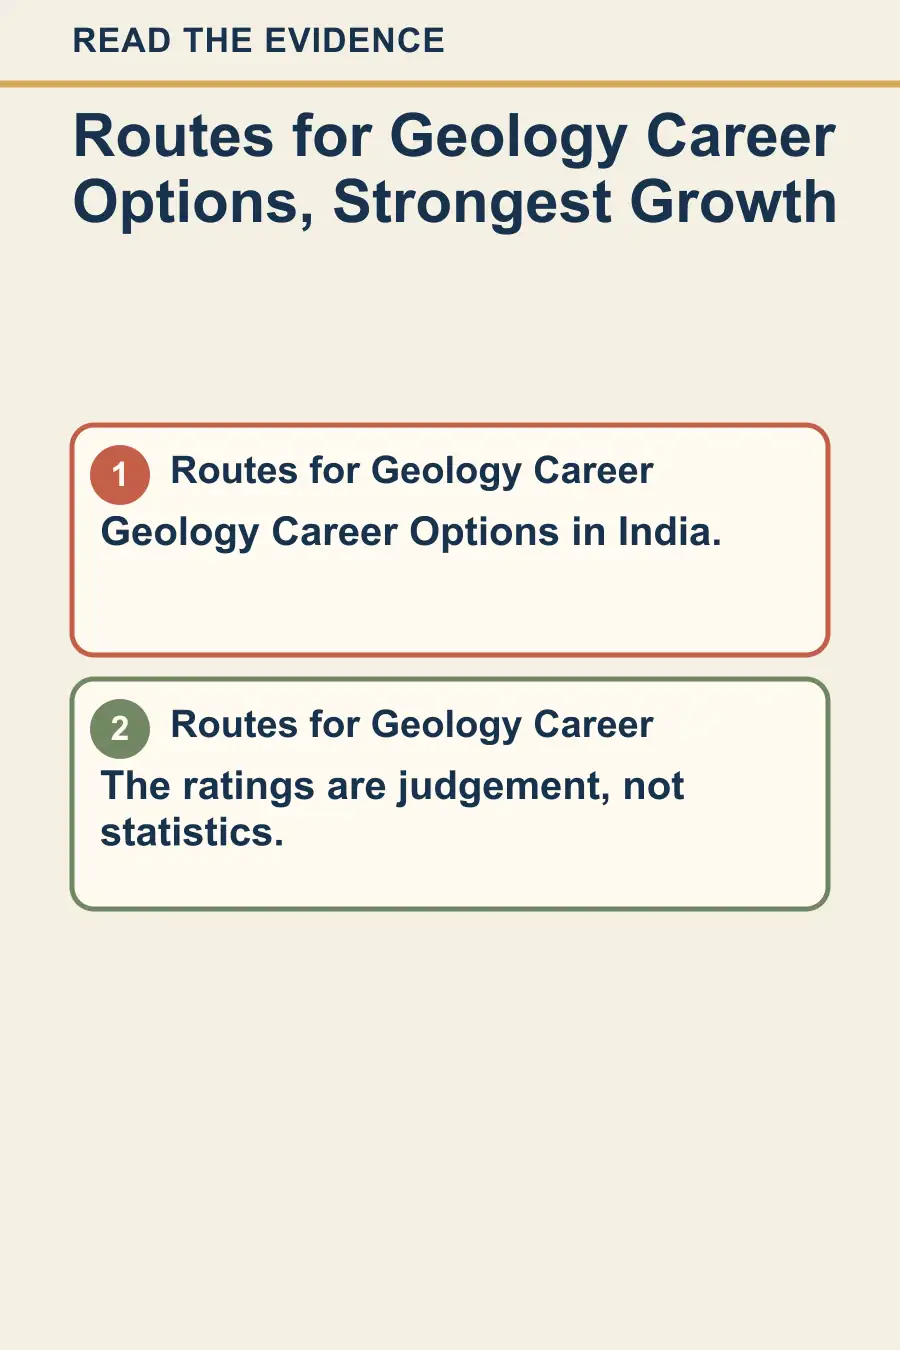 READ THE EVIDENCE
Routes for Geology Career
Options, Strongest Growth
1
Routes for Geology Career
Geology Career Options in India.
2
Routes for Geology Career
The ratings are judgement, not
statistics.